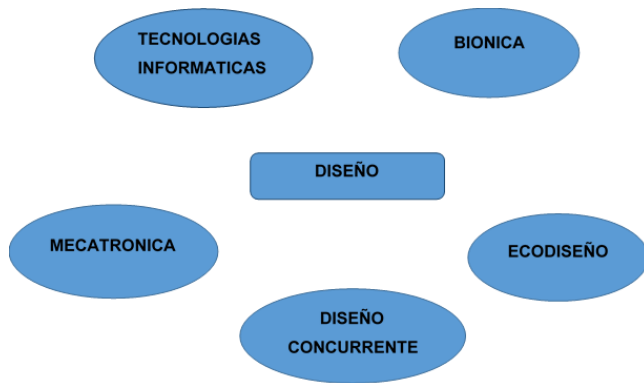 TECNOLOGIAS
INFORMATICAS
BIONICA
DISEÑO
MECATRONICA
ECODISEÑO
DISEÑO
CONCURRENTE